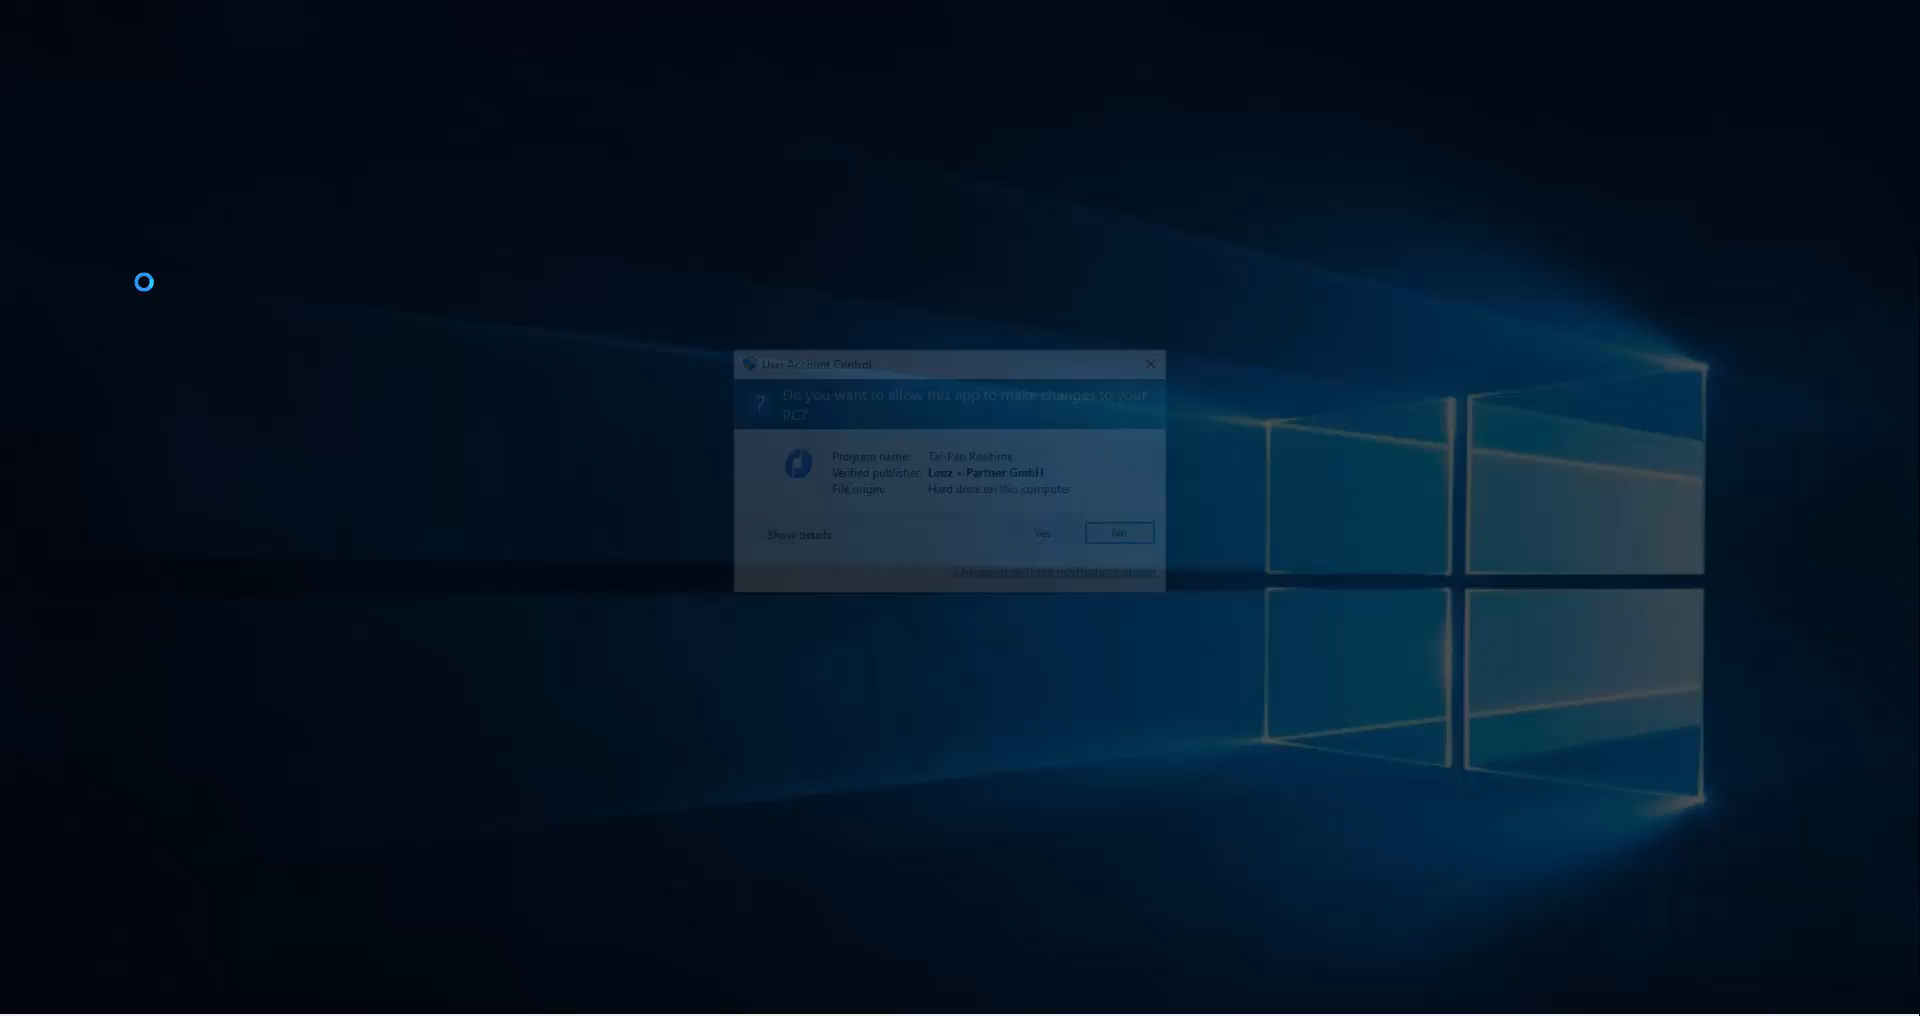 User Account Control
Do you want to allow this app to make changes to your
PC?
Program name: Tai-Pan Realtime
Verified publisher: Lenz + Partner GmbH
File origin: Hard drive on this computer
Show details
Yes
No